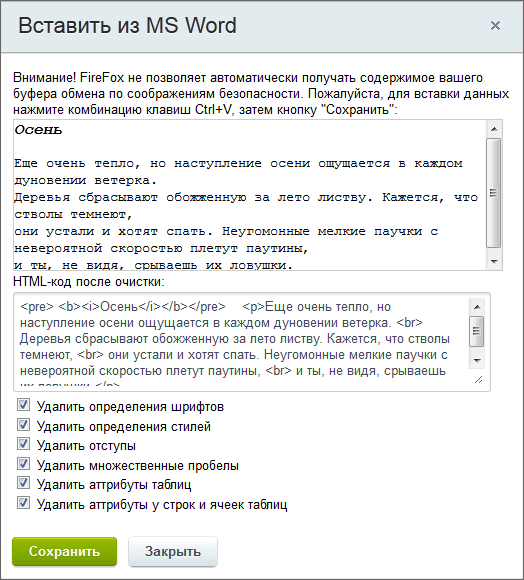 Вставить из MS Word
Внимание! FireFox не позволяет автоматически получать содержимое вашего
буфера обмена по соображениям безопасности. Пожалуйста, для вставки данных
нажмите комбинацию клавиш Ctrl+V, затем кнопку "Сохранить":
Осень
Еще очень тепло, но наступление осени ощущается в каждом
дуновении ветерка.
Деревья сбрасывают обожженную за лето листву. Кажется, что
стволы темнеют,
они устали и хотят спать. Неугомонные мелкие паучки с
невероятной скоростью плетут паутины,
и ты, не видя, срываешь их ловушки.
HTML-код после очистки:
<pre> <b><i>Осень</i></b></pre> <p>Еще очень тепло, но
наступление осени ощущается в каждом дуновении ветерка. <br>
Деревья сбрасывают обожженную за лето листву. Кажется, что стволы
темнеют, <br> они устали и хотят спать. Неугомонные мелкие паучки с
невероятной скоростью плетут паутины, <br> и ты, не видя, срываешь
их ловушки.</p>
Удалить определения шрифтов
Удалить определения стилей
Удалить отступы
Удалить множественные пробелы
Удалить аттрибуты таблиц
Удалить аттрибуты у строк и ячеек таблиц
Сохранить
Закрыть